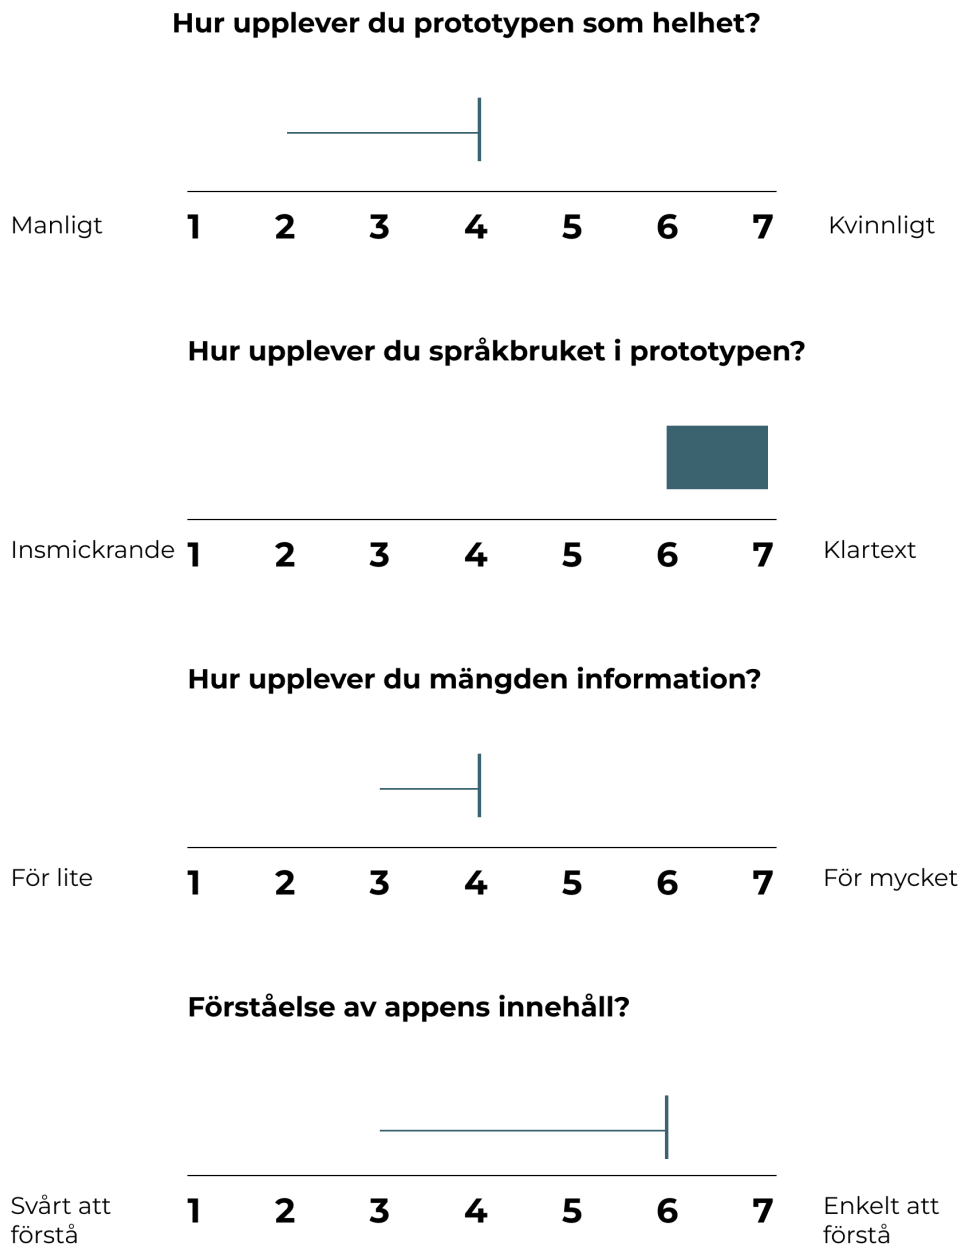 Hur upplever du prototypen som helhet?
Manligt 1 2 3 4 5 6 7 Kvinnligt
Hur upplever du språkbruket i prototypen?
Insmickrande 1 2 3 4 5 6 7 Klartext
Hur upplever du mängden information?
För lite 1 2 3 4 5 6 7 För mycket
Förståelse av appens innehåll?
Svårt att 1 2 3 4 5 6 7 Enkelt att
förstå förstå